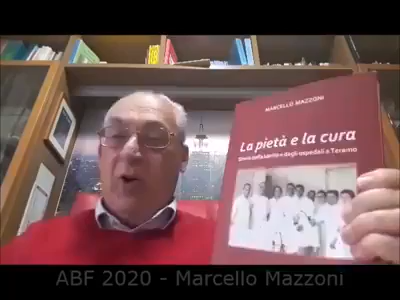 MARCELLO MAZZONI
La pietà e la cura
Storia della sanità e degli ospedali a Teramo
ABF 2020 - Marcello Mazzoni